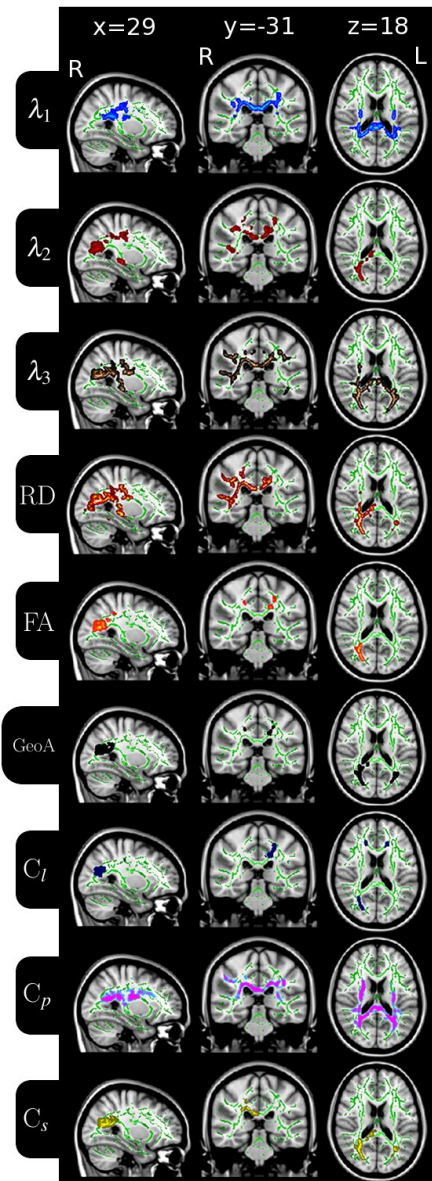 x=29 y=-31 z=18
R R L
λ₁
λ₂
λ₃
RD
FA
GeoA
Cₗ
Cₚ
Cₛ